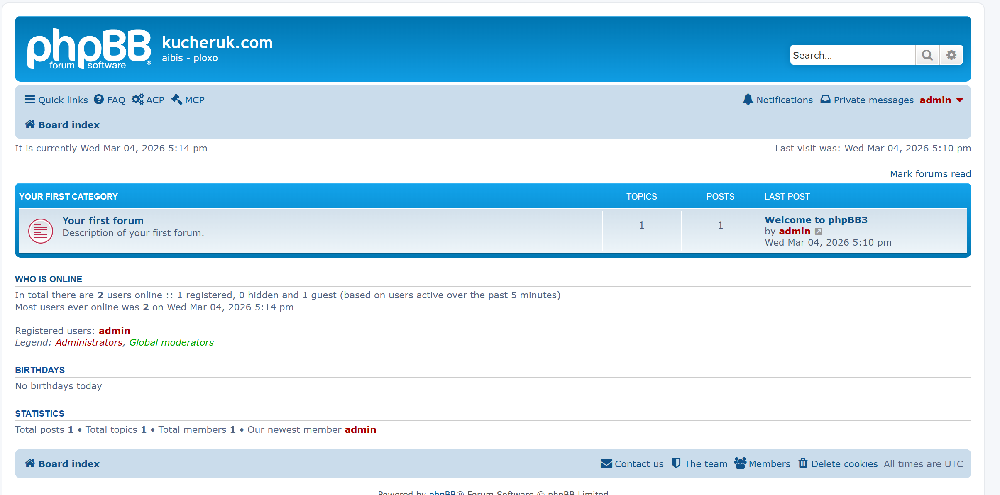 phpBB®
forum software
kucheruk.com
aibis - ploxo
Search...
Quick links FAQ ACP MCP Notifications Private messages admin
Board index
It is currently Wed Mar 04, 2026 5:14 pm Last visit was: Wed Mar 04, 2026 5:10 pm
Mark forums read
YOUR FIRST CATEGORY TOPICS POSTS LAST POST
Your first forum 1 1 Welcome to phpBB3
Description of your first forum. by admin
Wed Mar 04, 2026 5:10 pm
WHO IS ONLINE
In total there are 2 users online :: 1 registered, 0 hidden and 1 guest (based on users active over the past 5 minutes)
Most users ever online was 2 on Wed Mar 04, 2026 5:14 pm
Registered users: admin
Legend: Administrators, Global moderators
BIRTHDAYS
No birthdays today
STATISTICS
Total posts 1 • Total topics 1 • Total members 1 • Our newest member admin
Board index Contact us The team Members Delete cookies All times are UTC
Powered by phpBB® Forum Software © phpBB Limited